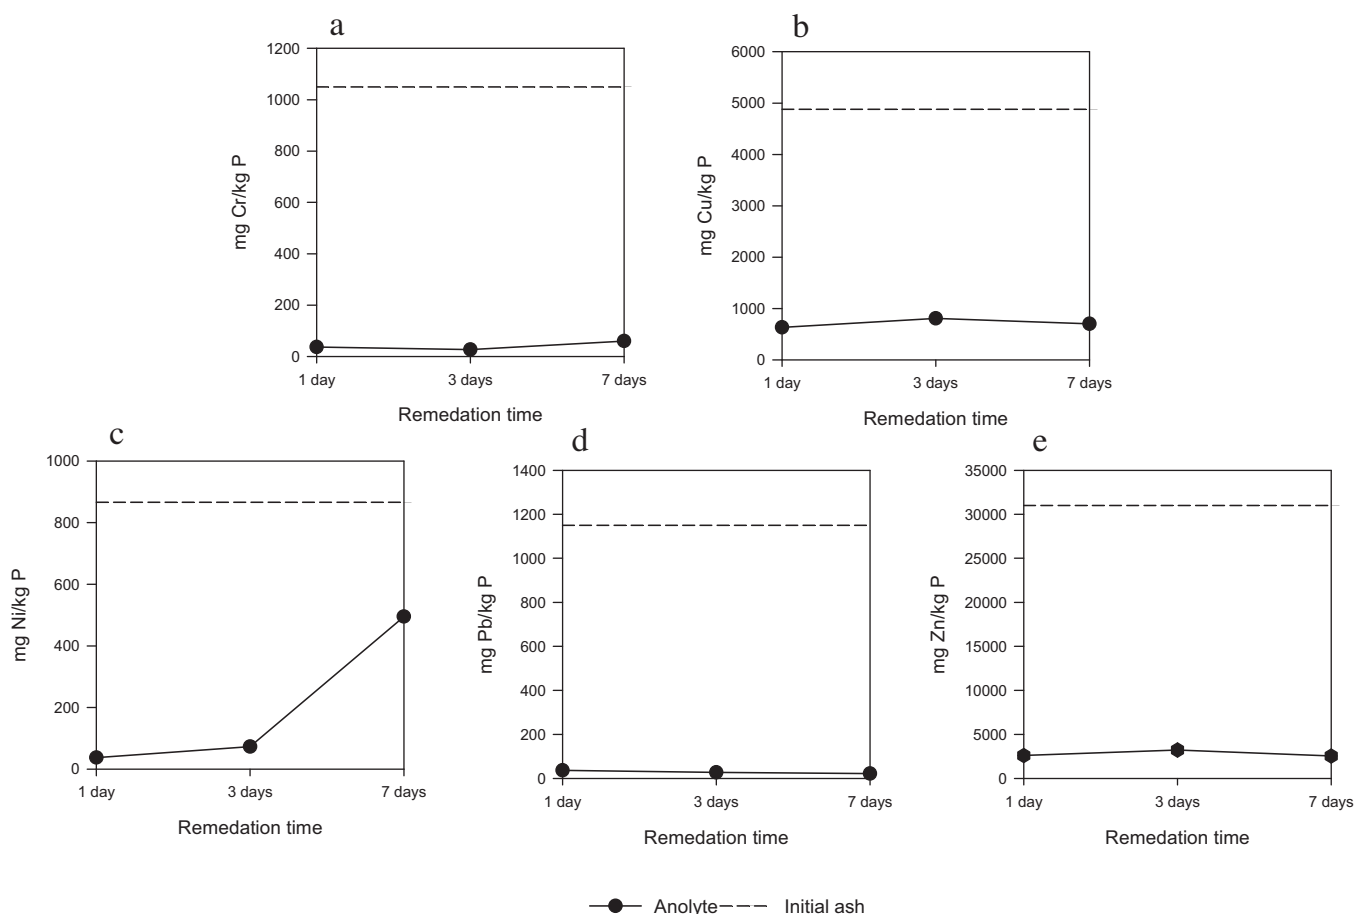 a
1200
1000
800
600
400
200
0
mg Cr/kg P
1 day 3 days 7 days
Remedation time
b
6000
5000
4000
3000
2000
1000
0
mg Cu/kg P
1 day 3 days 7 days
Remedation time
c
1000
800
600
400
200
0
mg Ni/kg P
1 day 3 days 7 days
Remedation time
d
1400
1200
1000
800
600
400
200
0
mg Pb/kg P
1 day 3 days 7 days
Remedation time
e
35000
30000
25000
20000
15000
10000
5000
0
mg Zn/kg P
1 day 3 days 7 days
Remedation time
Anolyte Initial ash